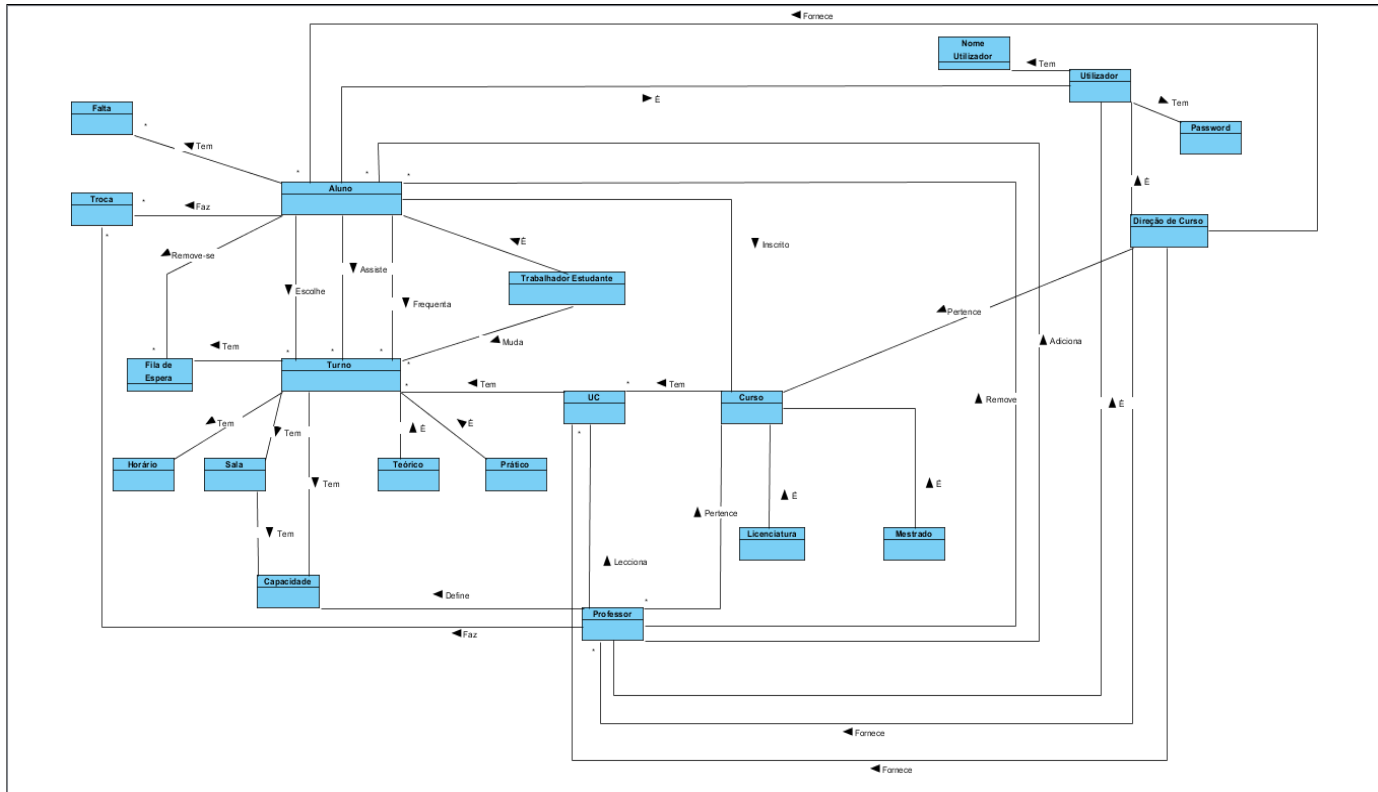 Fornece
Nome
Utilizador
Tem
Utilizador
É
Tem
Falta
*
Password
Tem
*
*
*
É
Aluno
Troca
*
Faz
Direção de Curso
*
É
Inscrito
Remove-se
Assiste
Trabalhador Estudante
Escolhe
Frequenta
Pertence
Muda
Adiciona
*
Tem
*
*
*
*
Fila de
Espera
Turno
*
Tem
*
Tem
UC
Curso
Remove
É
Tem
Tem
É
É
*
Horário
Sala
Teórico
Prático
Tem
É
É
Pertence
Tem
Licenciatura
Mestrado
Lecciona
Capacidade
Define
*
Professor
Faz
*
Fornece
Fornece